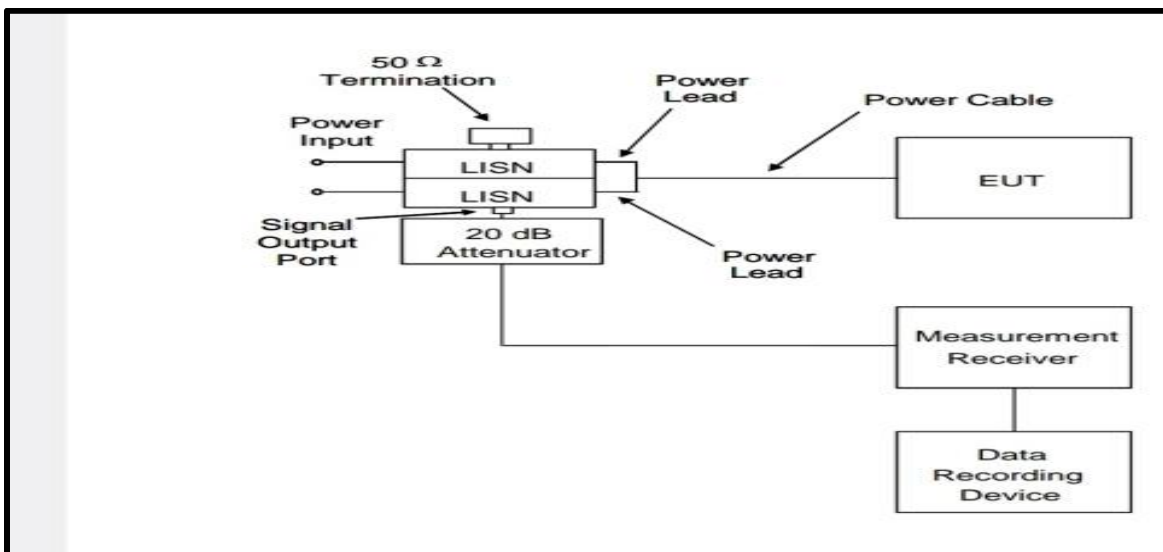 50 Ω
Termination
Power
Lead
Power Cable
Power
Input
LISN
EUT
LISN
Signal
Output
Port
20 dB
Attenuator
Power
Lead
Measurement
Receiver
Data
Recording
Device